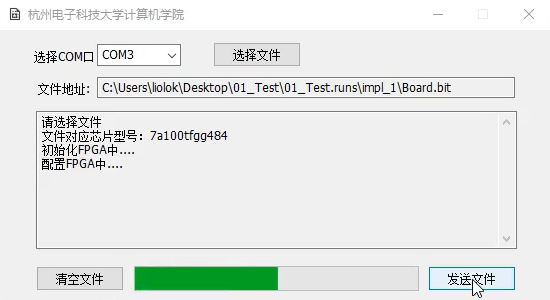 杭州电子科技大学计算机学院
选择COM口 COM3 选择文件
文件地址: C:\Users\liolok\Desktop\01_Test\01_Test.runs\impl_1\Board.bit
请选择文件
文件对应芯片型号：7a100tfgg484
初始化FPGA中....
配置FPGA中....
清空文件 发送文件